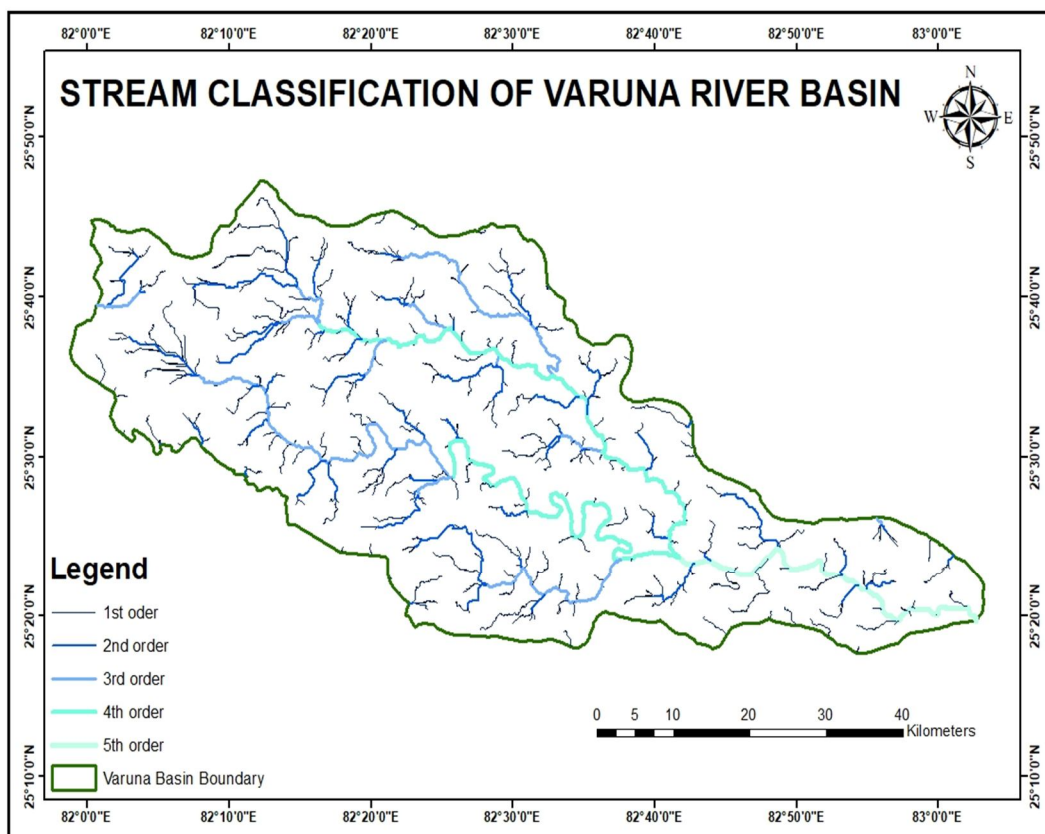 82°0'0"E 82°10'0"E 82°20'0"E 82°30'0"E 82°40'0"E 82°50'0"E 83°0'0"E
STREAM CLASSIFICATION OF VARUNA RIVER BASIN
N
W E
S
25°50'0"N 25°50'0"N
25°40'0"N 25°40'0"N
25°30'0"N 25°30'0"N
25°20'0"N 25°20'0"N
25°10'0"N 25°10'0"N
Legend
1st oder
2nd order
3rd order
4th order
5th order
Varuna Basin Boundary
0 5 10 20 30 40
Kilometers
82°0'0"E 82°10'0"E 82°20'0"E 82°30'0"E 82°40'0"E 82°50'0"E 83°0'0"E